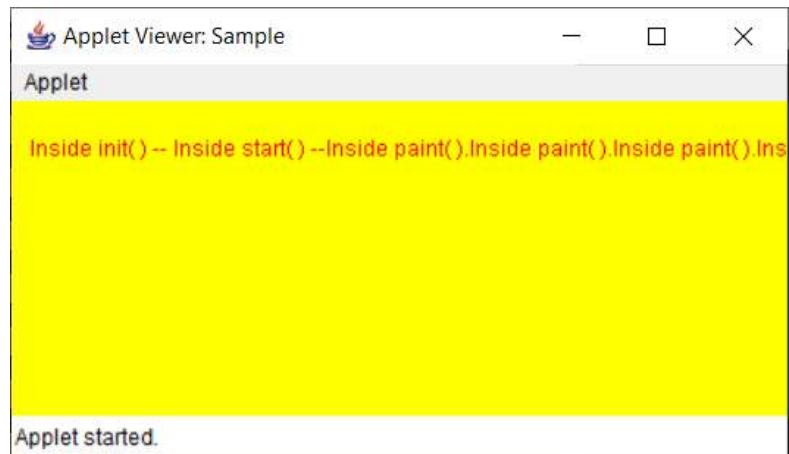 Applet Viewer: Sample
Applet
Inside init( ) -- Inside start( ) --Inside paint( ).Inside paint( ).Inside paint( ).Ins
Applet started.